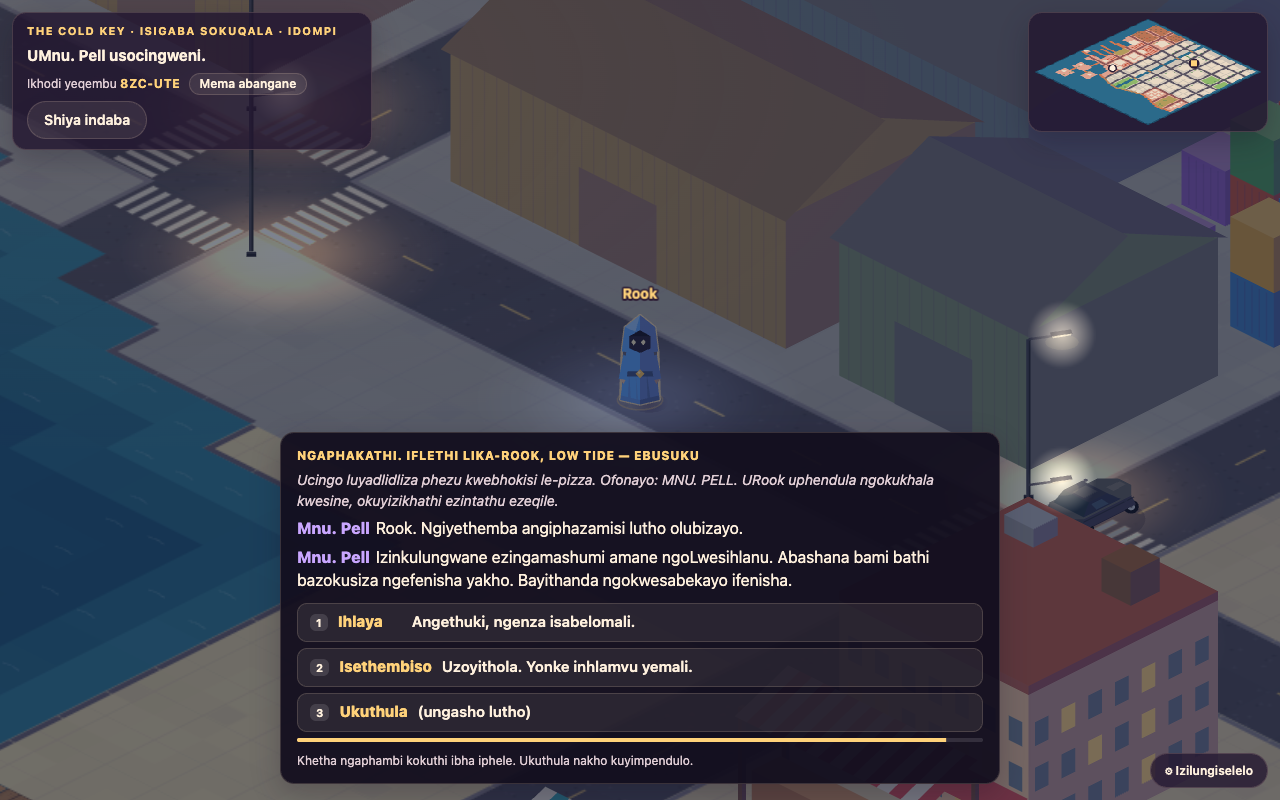 THE COLD KEY · ISIGABA SOKUQALA · IDOMPI
UMnu. Pell usocingweni.
Ikhodi yeqembu 8ZC-UTE Mema abangane
Shiya indaba
Rook
NGAPHAKATHI. IFLETHI LIKA-ROOK, LOW TIDE — EBUSUKU
Ucingo luyadlidliza phezu kwebhokisi le-pizza. Ofonayo: MNU. PELL. URook uphendula ngokukhala
kwesine, okuyizikhathi ezintathu ezeqile.
Mnu. Pell Rook. Ngiyethemba angiphazamisi lutho olubizayo.
Mnu. Pell Izinkulungwane ezingamashumi amane ngoLwesihlanu. Abashana bami bathi
bazokusiza ngefenisha yakho. Bayithanda ngokwesabekayo ifenisha.
1 Ihlaya Angethuki, ngenza isabelomali.
2 Isethembiso Uzoyithola. Yonke inhlamvu yemali.
3 Ukuthula (ungasho lutho)
Khetha ngaphambi kokuthi ibha iphele. Ukuthula nakho kuyimpendulo.
⚙ Izilungiselelo